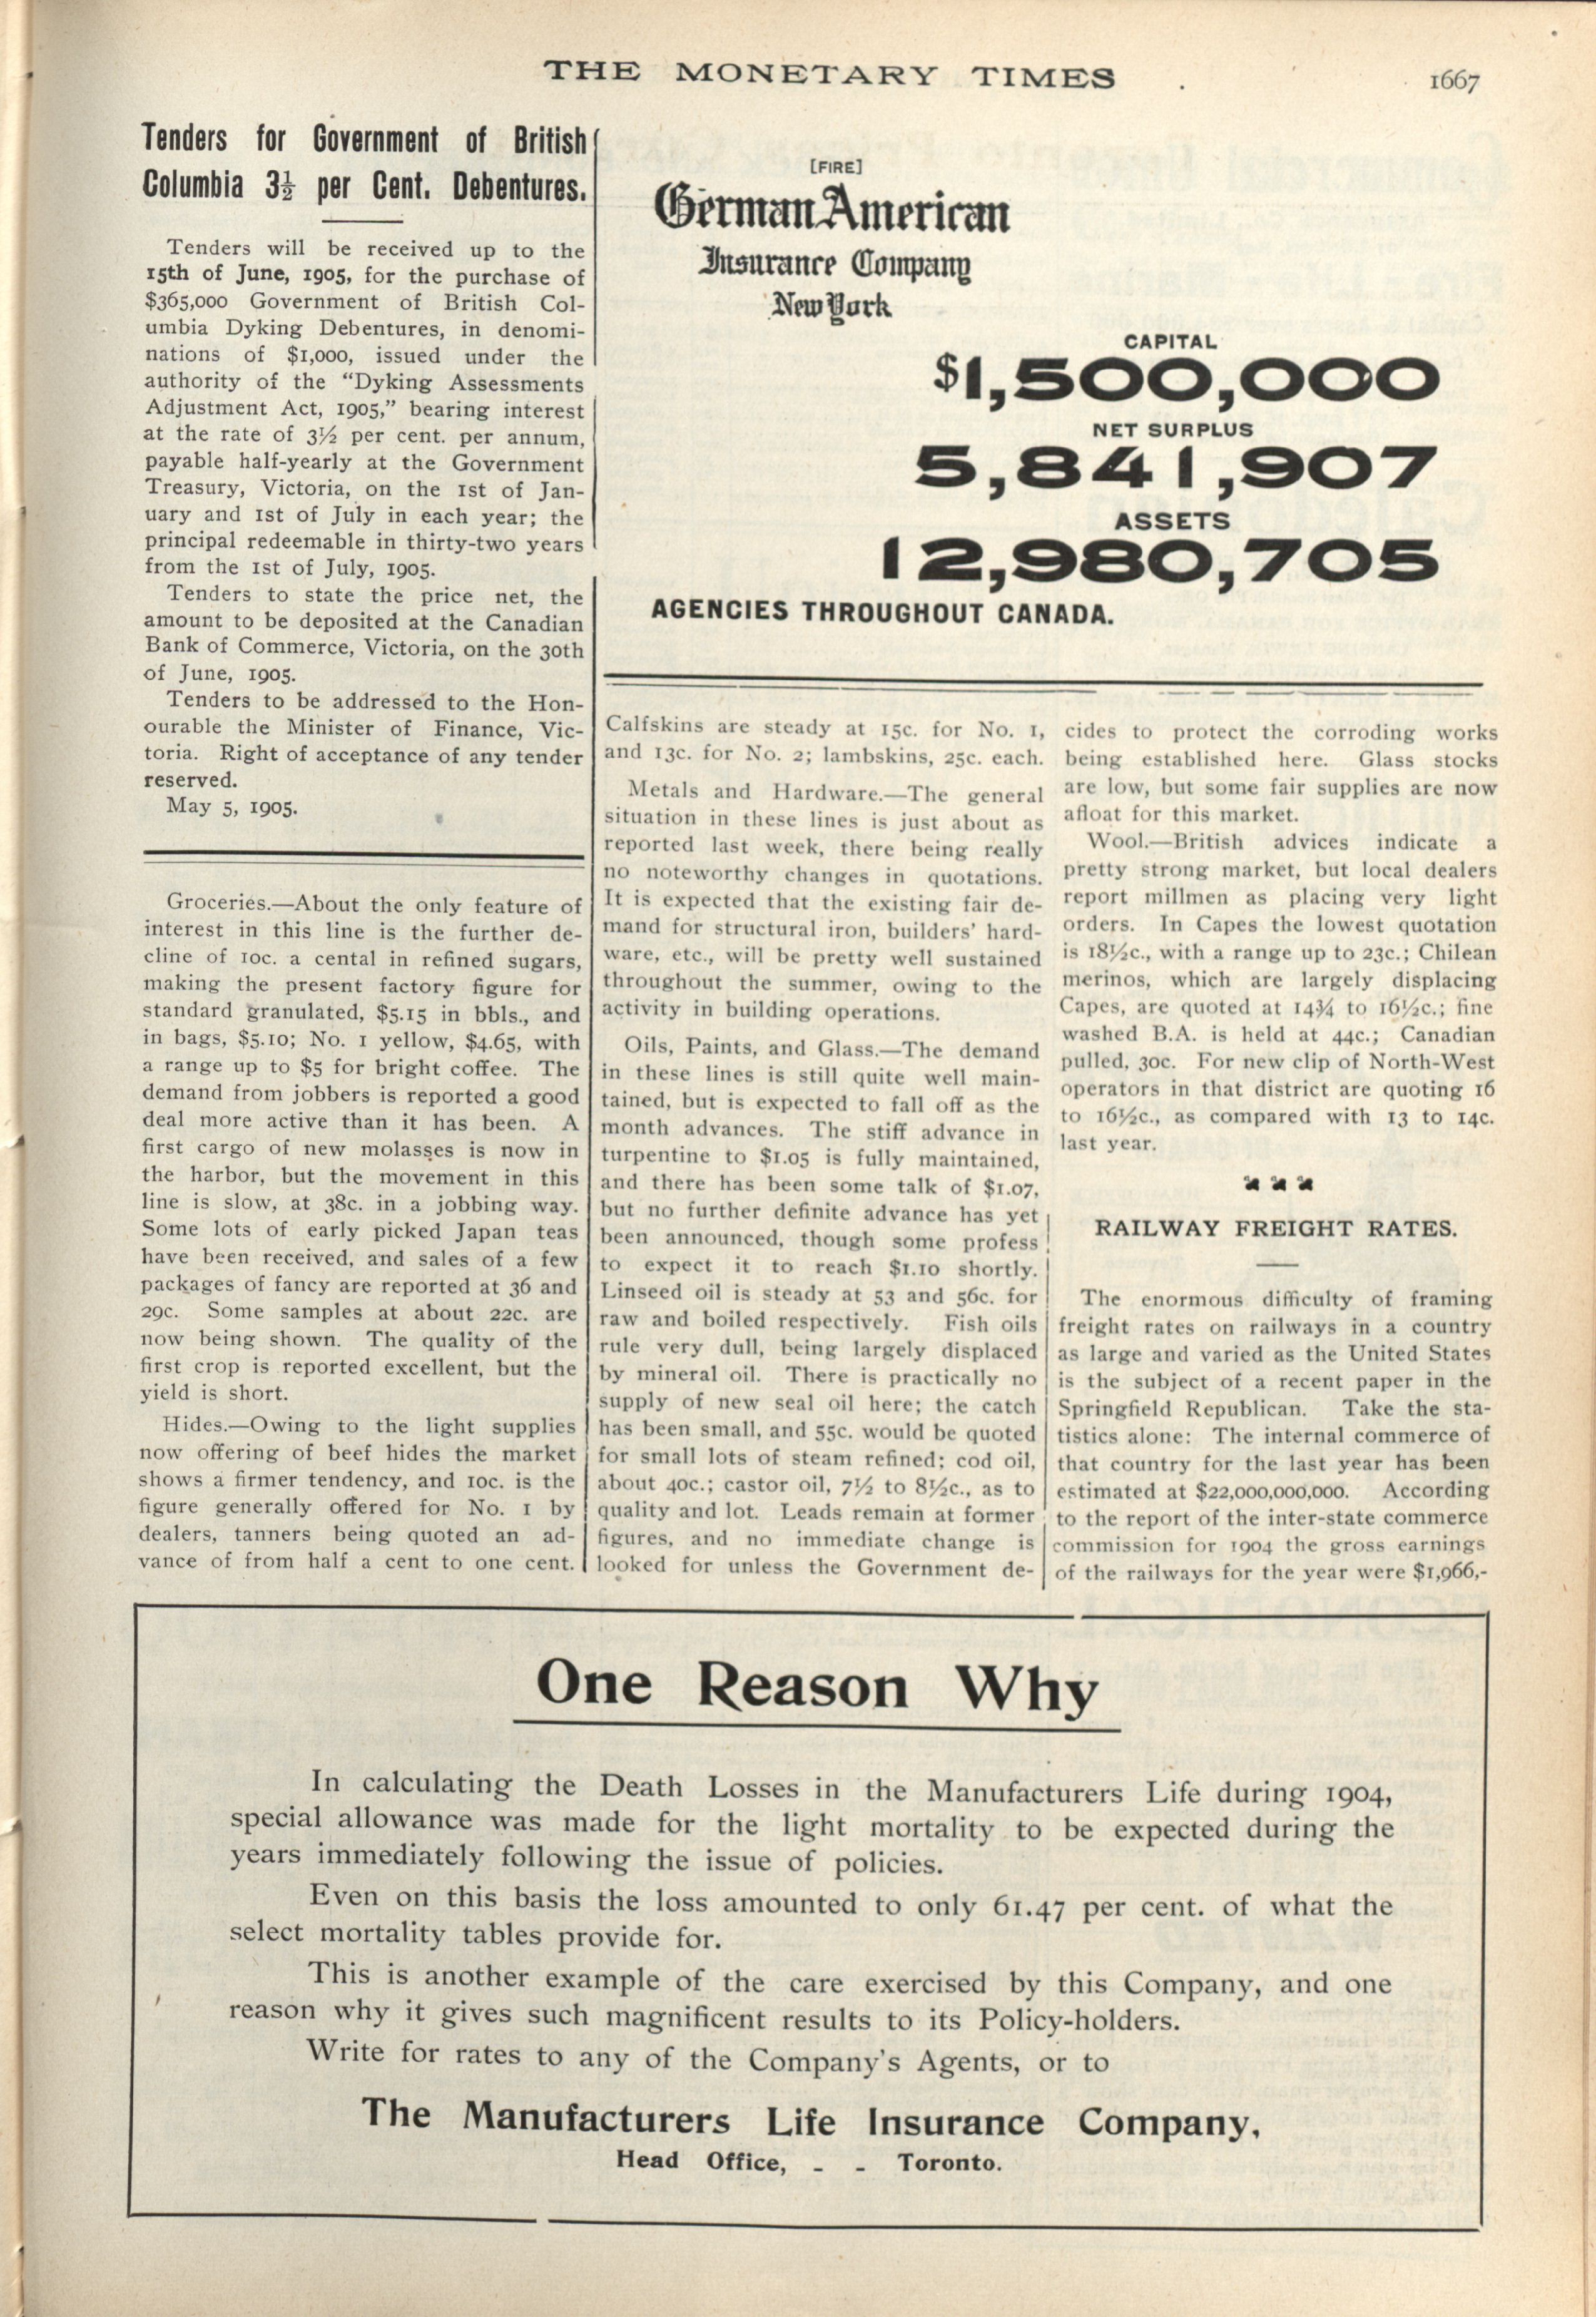 THE MONETARY TIMES
1667
Tenders for Government of British
Columbia 3½ per Cent. Debentures.
Tenders will be received up to the
15th of June, 1905, for the purchase of
$365,000 Government of British Col-
umbia Dyking Debentures, in denomi-
nations of $1,000, issued under the
authority of the “Dyking Assessments
Adjustment Act, 1905,” bearing interest
at the rate of 3½ per cent. per annum,
payable half-yearly at the Government
Treasury, Victoria, on the 1st of Jan-
uary and 1st of July in each year; the
principal redeemable in thirty-two years
from the 1st of July, 1905.
Tenders to state the price net, the
amount to be deposited at the Canadian
Bank of Commerce, Victoria, on the 30th
of June, 1905.
Tenders to be addressed to the Hon-
ourable the Minister of Finance, Vic-
toria. Right of acceptance of any tender
reserved.
May 5, 1905.
[FIRE]
German American
Insurance Company
New York
CAPITAL
$1,500,000
NET SURPLUS
5,841,907
ASSETS
12,980,705
AGENCIES THROUGHOUT CANADA.
Groceries.—About the only feature of
interest in this line is the further de-
cline of 10c. a cental in refined sugars,
making the present factory figure for
standard granulated, $5.15 in bbls., and
in bags, $5.10; No. 1 yellow, $4.65, with
a range up to $5 for bright coffee. The
demand from jobbers is reported a good
deal more active than it has been. A
first cargo of new molasses is now in
the harbor, but the movement in this
line is slow, at 38c. in a jobbing way.
Some lots of early picked Japan teas
have been received, and sales of a few
packages of fancy are reported at 36 and
29c. Some samples at about 22c. are
now being shown. The quality of the
first crop is reported excellent, but the
yield is short.
Hides.—Owing to the light supplies
now offering of beef hides the market
shows a firmer tendency, and 10c. is the
figure generally offered for No. 1 by
dealers, tanners being quoted an ad-
vance of from half a cent to one cent.
Calfskins are steady at 15c. for No. 1,
and 13c. for No. 2; lambskins, 25c. each.
Metals and Hardware.—The general
situation in these lines is just about as
reported last week, there being really
no noteworthy changes in quotations.
It is expected that the existing fair de-
mand for structural iron, builders' hard-
ware, etc., will be pretty well sustained
throughout the summer, owing to the
activity in building operations.
Oils, Paints, and Glass.—The demand
in these lines is still quite well main-
tained, but is expected to fall off as the
month advances. The stiff advance in
turpentine to $1.05 is fully maintained,
and there has been some talk of $1.07,
but no further definite advance has yet
been announced, though some profess
to expect it to reach $1.10 shortly.
Linseed oil is steady at 53 and 56c. for
raw and boiled respectively. Fish oils
rule very dull, being largely displaced
by mineral oil. There is practically no
supply of new seal oil here; the catch
has been small, and 55c. would be quoted
for small lots of steam refined; cod oil,
about 40c.; castor oil, 7½ to 8½c., as to
quality and lot. Leads remain at former
figures, and no immediate change is
looked for unless the Government de-
cides to protect the corroding works
being established here. Glass stocks
are low, but some fair supplies are now
afloat for this market.
Wool.—British advices indicate a
pretty strong market, but local dealers
report millmen as placing very light
orders. In Capes the lowest quotation
is 18½c., with a range up to 23c.; Chilean
merinos, which are largely displacing
Capes, are quoted at 14¾ to 16½c.; fine
washed B.A. is held at 44c.; Canadian
pulled, 30c. For new clip of North-West
operators in that district are quoting 16
to 16½c., as compared with 13 to 14c.
last year.
RAILWAY FREIGHT RATES.
The enormous difficulty of framing
freight rates on railways in a country
as large and varied as the United States
is the subject of a recent paper in the
Springfield Republican. Take the sta-
tistics alone: The internal commerce of
that country for the last year has been
estimated at $22,000,000,000. According
to the report of the inter-state commerce
commission for 1904 the gross earnings
of the railways for the year were $1,966,-
One Reason Why
In calculating the Death Losses in the Manufacturers Life during 1904,
special allowance was made for the light mortality to be expected during the
years immediately following the issue of policies.
Even on this basis the loss amounted to only 61.47 per cent. of what the
select mortality tables provide for.
This is another example of the care exercised by this Company, and one
reason why it gives such magnificent results to its Policy-holders.
Write for rates to any of the Company's Agents, or to
The Manufacturers Life Insurance Company,
Head Office, - - Toronto.